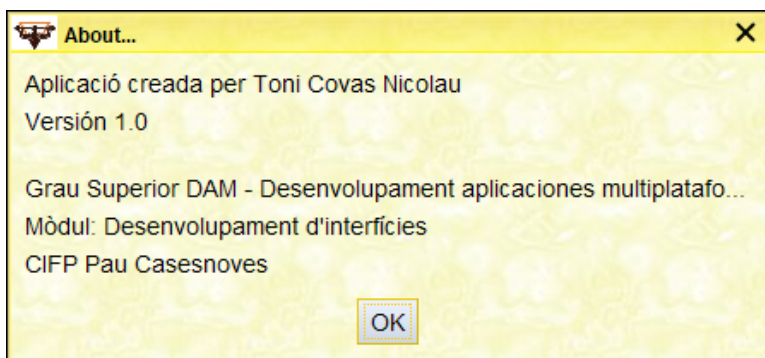 About...
Aplicació creada per Toni Covas Nicolau
Versión 1.0
Grau Superior DAM - Desenvolupament aplicaciones multiplatafo...
Mòdul: Desenvolupament d'interfícies
CIFP Pau Casesnoves
OK